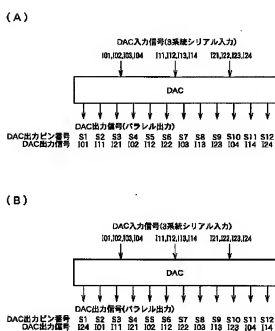 (A)
DAC入力信号(3系統シリアル入力)
I01,I02,I03,I04 I11,I12,I13,I14 I21,I22,I23,I24
DAC
DAC出力信号(パラレル出力)
DAC出力ピン番号 S1 S2 S3 S4 S5 S6 S7 S8 S9 S10 S11 S12
DAC出力信号 I01 I11 I21 I02 I12 I22 I03 I13 I23 I04 I14 I24
(B)
DAC入力信号(3系統シリアル入力)
I01,I02,I03,I04 I11,I12,I13,I14 I21,I22,I23,I24
DAC
DAC出力信号(パラレル出力)
DAC出力ピン番号 S1 S2 S3 S4 S5 S6 S7 S8 S9 S10 S11 S12
DAC出力信号 I24 I01 I11 I21 I02 I12 I22 I03 I13 I23 I04 I14